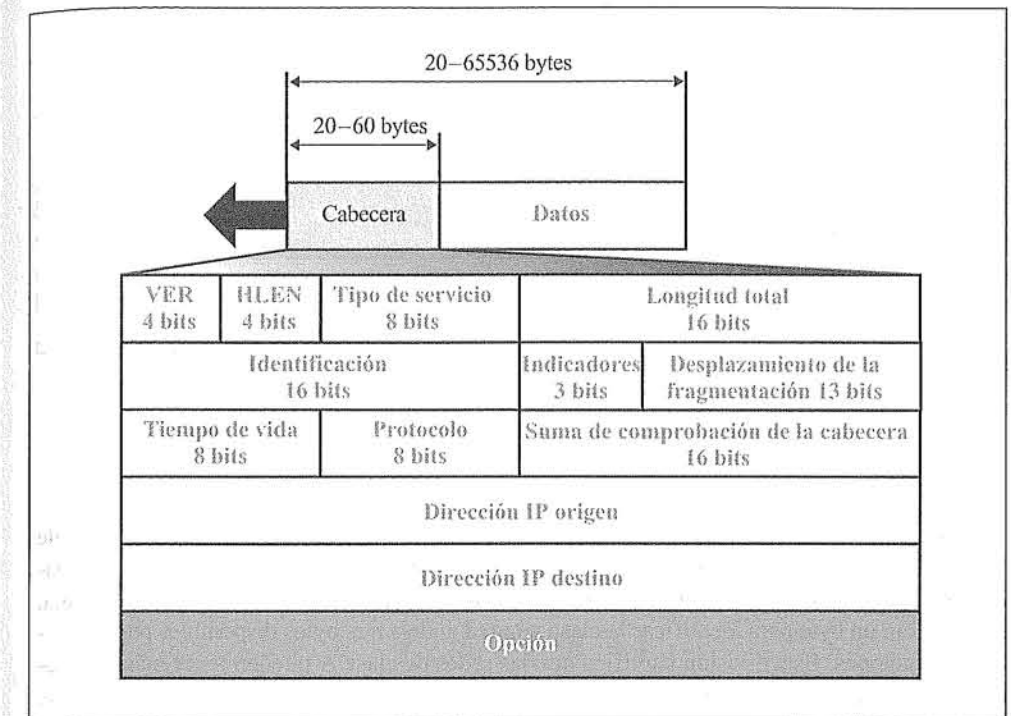 20–65536 bytes
20–60 bytes
Cabecera
Datos
VER
4 bits
HLEN
4 bits
Tipo de servicio
8 bits
Longitud total
16 bits
Identificación
16 bits
Indicadores
3 bits
Desplazamiento de la
fragmentación 13 bits
Tiempo de vida
8 bits
Protocolo
8 bits
Suma de comprobación de la cabecera
16 bits
Dirección IP origen
Dirección IP destino
Opción